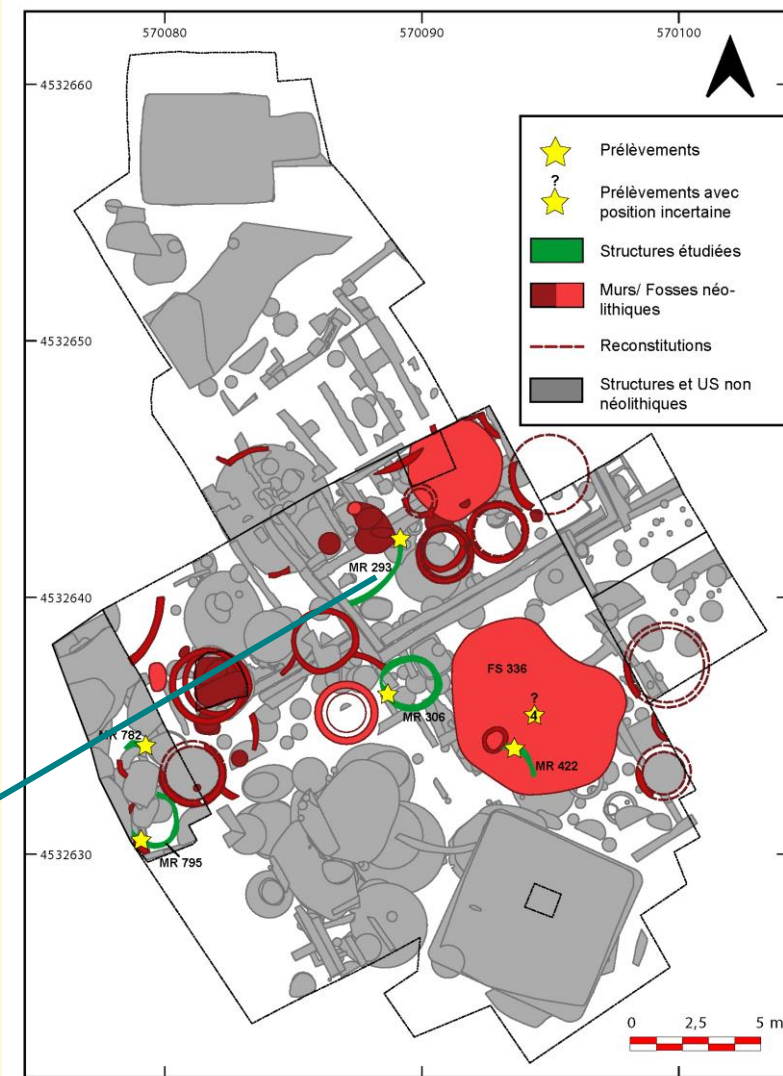 570080 570090 570100
4532660
Prélèvements
?
Prélèvements avec
position incertaine
Structures étudiées
Murs/ Fosses néo-
lithiques
4532650
Reconstitutions
Structures et US non
néolithiques
MR 293
4532640
FS 336
?
4
MR 306
MR 782
MR 422
4532630
MR 795
0 2,5 5 m